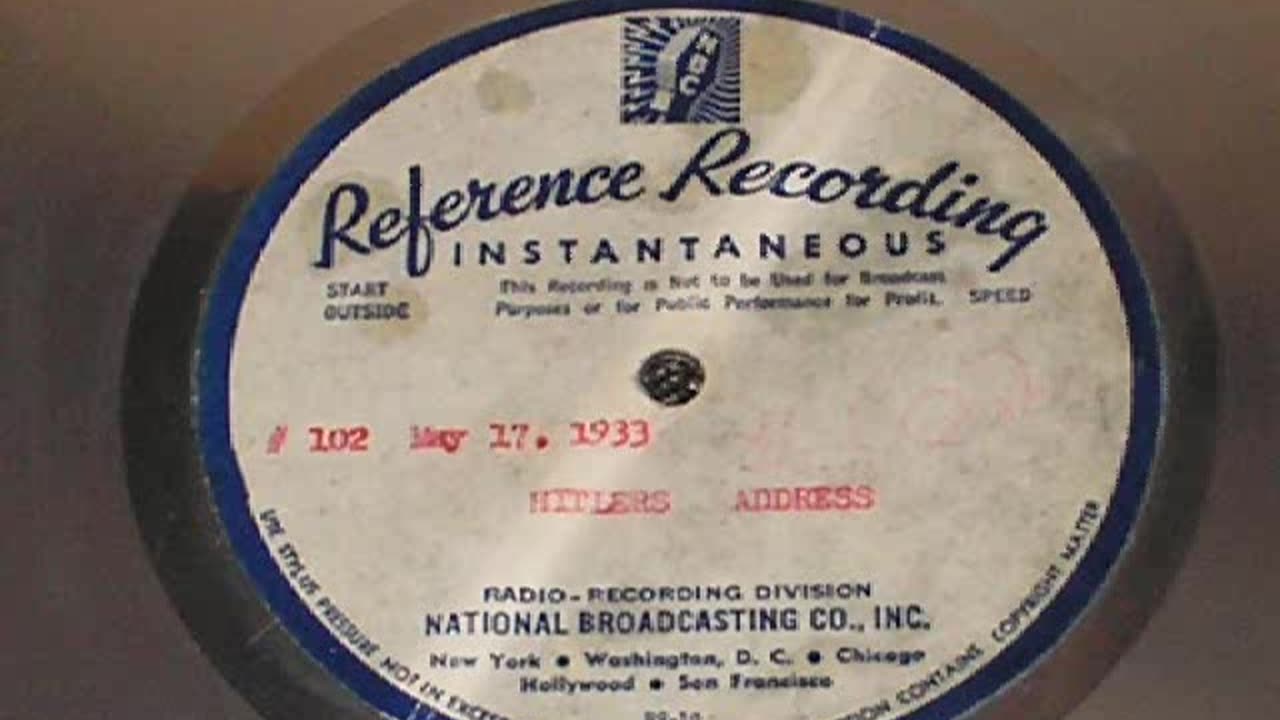 NBC
Reference Recording
INSTANTANEOUS
START OUTSIDE
This Recording is Not to be Used for Broadcast
Purposes or for Public Performance for Profit.
SPEED
# 102 May 17. 1933
HITLERS ADDRESS
RADIO-RECORDING DIVISION
NATIONAL BROADCASTING CO., INC.
New York • Washington, D. C. • Chicago
Hollywood • San Francisco
USE STYLUS PRESSURE NOT IN EXCESS
CONTAINS COPYRIGHT MATTER